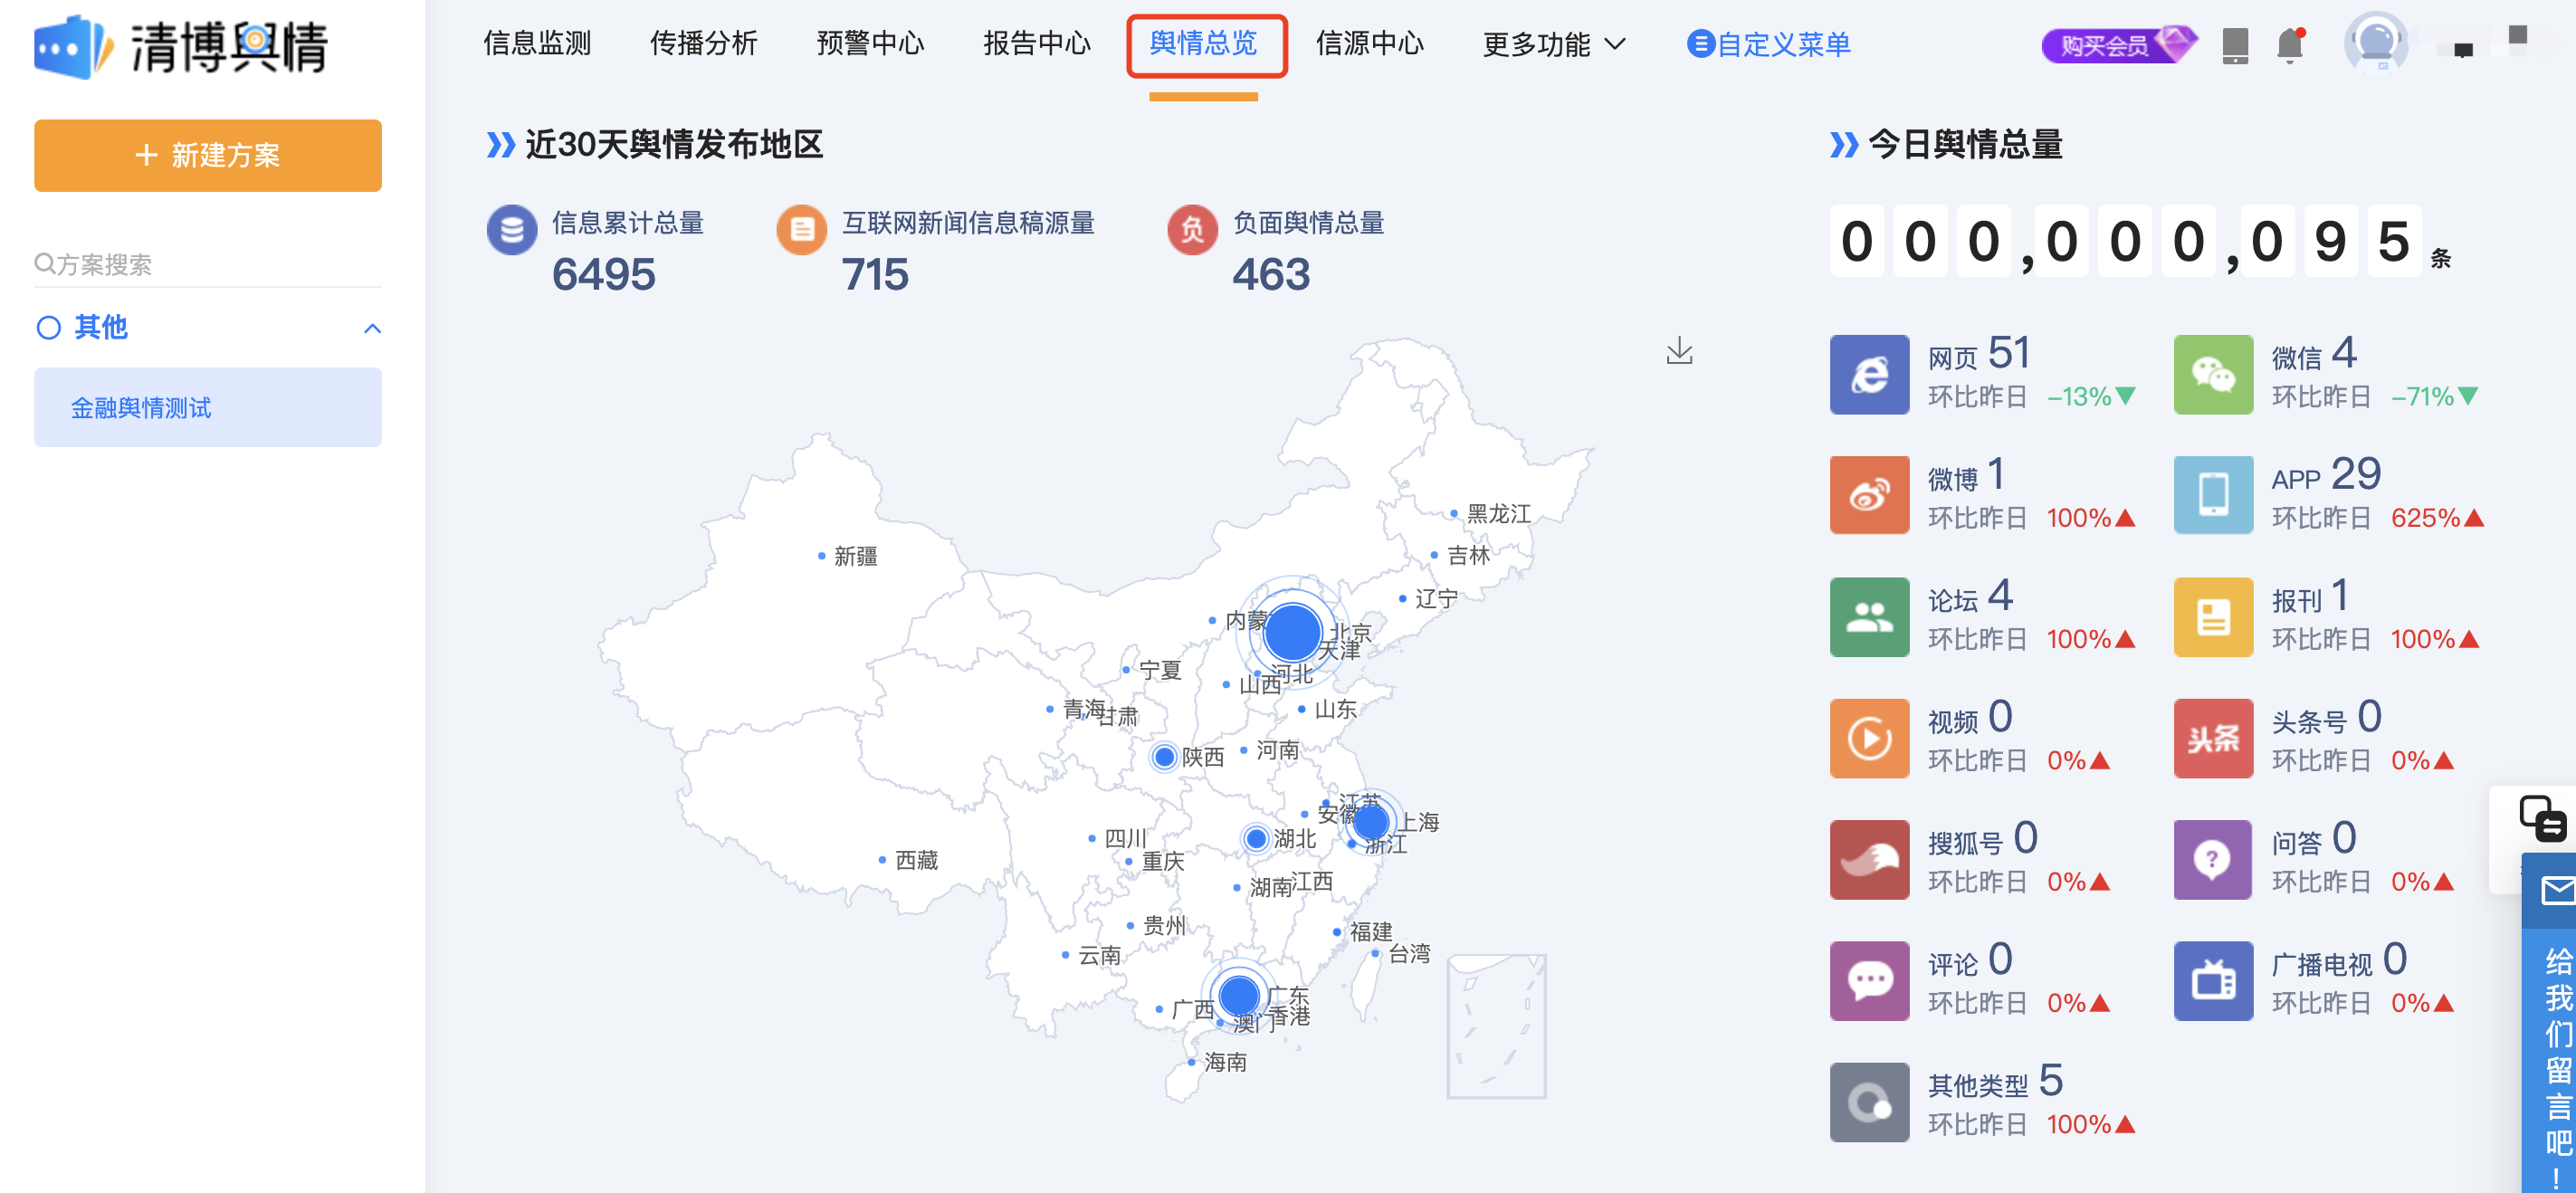 清博舆情
信息监测 传播分析 预警中心 报告中心 舆情总览 信源中心 更多功能 自定义菜单 购买会员
新建方案
方案搜索
其他
金融舆情测试
近30天舆情发布地区
信息累计总量
6495
互联网新闻信息稿源量
715
负
负面舆情总量
463
黑龙江
新疆
吉林
辽宁
内蒙
北京
天津
宁夏
河北
山西
青海
甘肃
山东
陕西
河南
江苏
安徽
上海
四川
湖北
浙江
西藏
重庆
湖南
江西
贵州
福建
云南
台湾
广西
广东
澳门
香港
海南
今日舆情总量
000,000,095 条
网页 51
环比昨日 -13%▼
微信 4
环比昨日 -71%▼
微博 1
环比昨日 100%▲
APP 29
环比昨日 625%▲
论坛 4
环比昨日 100%▲
报刊 1
环比昨日 100%▲
视频 0
环比昨日 0%▲
头条
头条号 0
环比昨日 0%▲
搜狐号 0
环比昨日 0%▲
?
问答 0
环比昨日 0%▲
评论 0
环比昨日 0%▲
广播电视 0
环比昨日 0%▲
其他类型 5
环比昨日 100%▲
给我们留言吧!